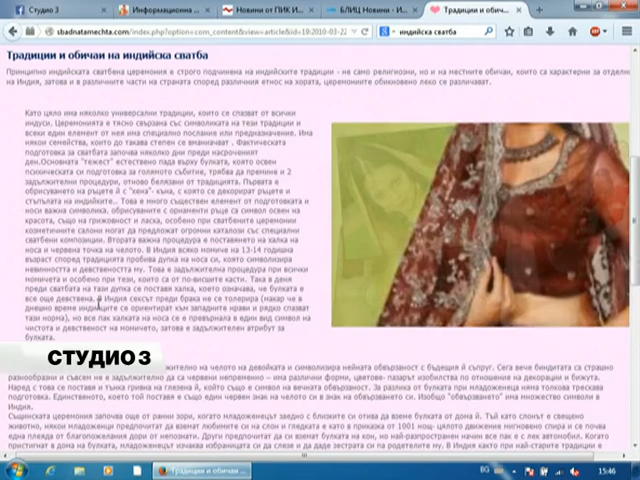 Студио 3
Информационна ...
Новини от ПИК И...
БЛИЦ Новини - И...
Традиции и обич...
sbadnatamechta.com/index.php?option=com_content&view=article&id=19:2010-03-22
индийска сватба
Традиции и обичаи на индийска сватба
Принципно индийската сватбена церемония е строго подчинена на индийските традиции - не само религиозни, но и на местните обичаи, които са характерни за отделно
на Индия, затова и в различните части на страната според различния етнос на хората, церемониите обикновено леко се различават.
Като цяло има няколко универсални традиции, които се спазват от всички
индуси. Церемонията е тясно свързана със символиката на тези традиции и
всеки един елемент от нея има специално послание или предназначение. Има
някои семейства, които до такава степен се вманиачават . Фактическата
подготовка за сватбата започва няколко дни преди насроченият
ден.Основната "тежест" естествено пада върху булката, която освен
психическата си подготовка за голямото събитие, трябва да премине и 2
задължителни процедури, отново белязани от традицията. Първата е
обрисуването на ръцете й с "хена"- къна, с която се декорират ръцете и
стъпалата на индийките.. Това е много съществен елемент от подготовката и
носи важна символика. обрисуваните с орнаменти ръце са символ освен на
красота, също на грижовност и ласка, особено при сватбените церемонии
козметичните салони могат да предложат огромни каталози със специални
сватбени композиции. Втората важна процедура е поставянето на халка на
носа и червена точка на челото. В Индия всяко момиче на 13-14 годишна
възраст според традицията пробива дупка на носа си, която символизира
невинността и девствеността му. Това е задължителна процедура при всички
момичета и особено при тези, които са от по-висшите касти. Така в деня
преди сватбата на тази дупка се поставя халка, което означава, че булката е
все още девствена. В Индия сексът преди брака не се толерира (макар че в
днешно време индийците се ориентират към западните нрави и рядко спазват
тази норма), но все пак халката на носа се е превърнала в един вид символ на
чистота и девственост на момичето, затова е задължителен атрибут за
булката.
СТУДИО 3
жително на челото на девойката и символизира нейната обвързаност с бъдещия й съпруг. Сега вече биндитата са страшно
разнообразни и съвсем не е задължително да са червени непременно – има различни форми, цветове- пазарът изобилства по отношение на декорации и бижута.
Наред с това се поставя и тънка гривна на глезена й, който също е символ на вечната обвързаност. За разлика от булката при младоженеца няма толкова трескава
подготовка. Единственото, което той поставя е също един червен знак на челото си в знак на обвързването си. Изобщо "обвързването" има множество символи в
Индия.
Същинската церемония започва още от ранни зори, когато младоженецът заедно с близките си отива да вземе булката от дома й. Тъй като слонът е свещено
животно, някои младоженци предпочитат да вземат любимите си на слон и гледката е като в приказка от 1001 нощ- цялото движения мигновено спира и се почва
една плеяда от благопожелания дори от непознати. Други предпочитат да си вземат булката на кон, но най-разпространен начин все пак е с лек автомобил. Когато
пристигнат в дома на булката, младоженецът изчаква избраницата си да слезе и да даде зестрата си на родителите му. В Индия както при най-старите традиции е
Традиции и обичаи ...
BG
15:46